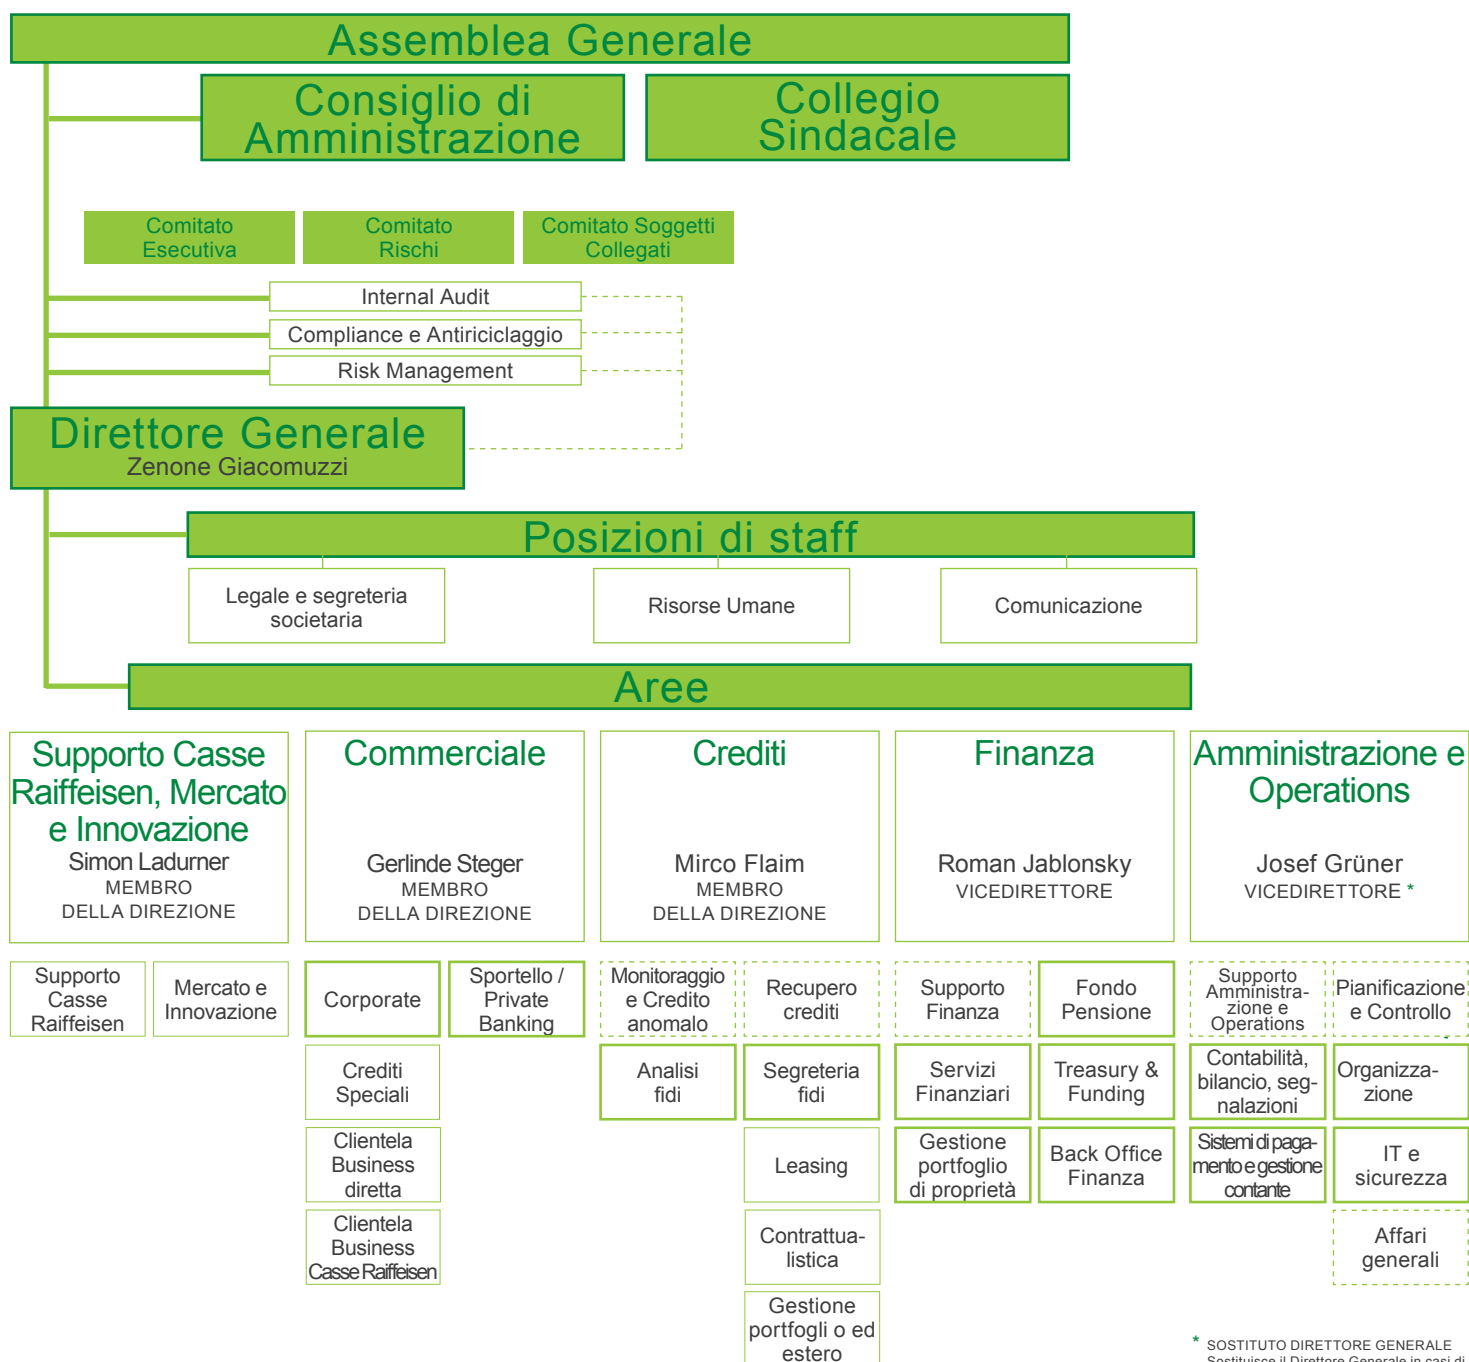 Assemblea Generale
Consiglio di
Amministrazione
Collegio
Sindacale
Comitato
Esecutiva
Comitato
Rischi
Comitato Soggetti
Collegati
Internal Audit
Compliance e Antiriciclaggio
Risk Management
Direttore Generale
Zenone Giacomuzzi
Posizioni di staff
Legale e segreteria
societaria
Risorse Umane
Comunicazione
Aree
Supporto Casse
Raiffeisen, Mercato
e Innovazione
Simon Ladurner
MEMBRO
DELLA DIREZIONE
Commerciale
Gerlinde Steger
MEMBRO
DELLA DIREZIONE
Crediti
Mirco Flaim
MEMBRO
DELLA DIREZIONE
Finanza
Roman Jablonsky
VICEDIRETTORE
Amministrazione e
Operations
Josef Grüner
VICEDIRETTORE *
Supporto
Casse
Raiffeisen
Mercato e
Innovazione
Corporate
Sportello /
Private
Banking
Crediti
Speciali
Clientela
Business
diretta
Clientela
Business
Casse Raiffeisen
Monitoraggio
e Credito
anomalo
Recupero
crediti
Analisi
fidi
Segreteria
fidi
Leasing
Contrattua-
listica
Gestione
portfogli o ed
estero
Supporto
Finanza
Fondo
Pensione
Servizi
Finanziari
Treasury &
Funding
Gestione
portfoglio
di proprietà
Back Office
Finanza
Supporto
Amministra-
zione e
Operations
Pianificazione
e Controllo
Contabilità,
bilancio, seg-
nalazioni
Organizza-
zione
Sistemi di paga-
mento e gestione
contante
IT e
sicurezza
Affari
generali
* SOSTITUTO DIRETTORE GENERALE
Sostituisce il Direttore Generale in casi di